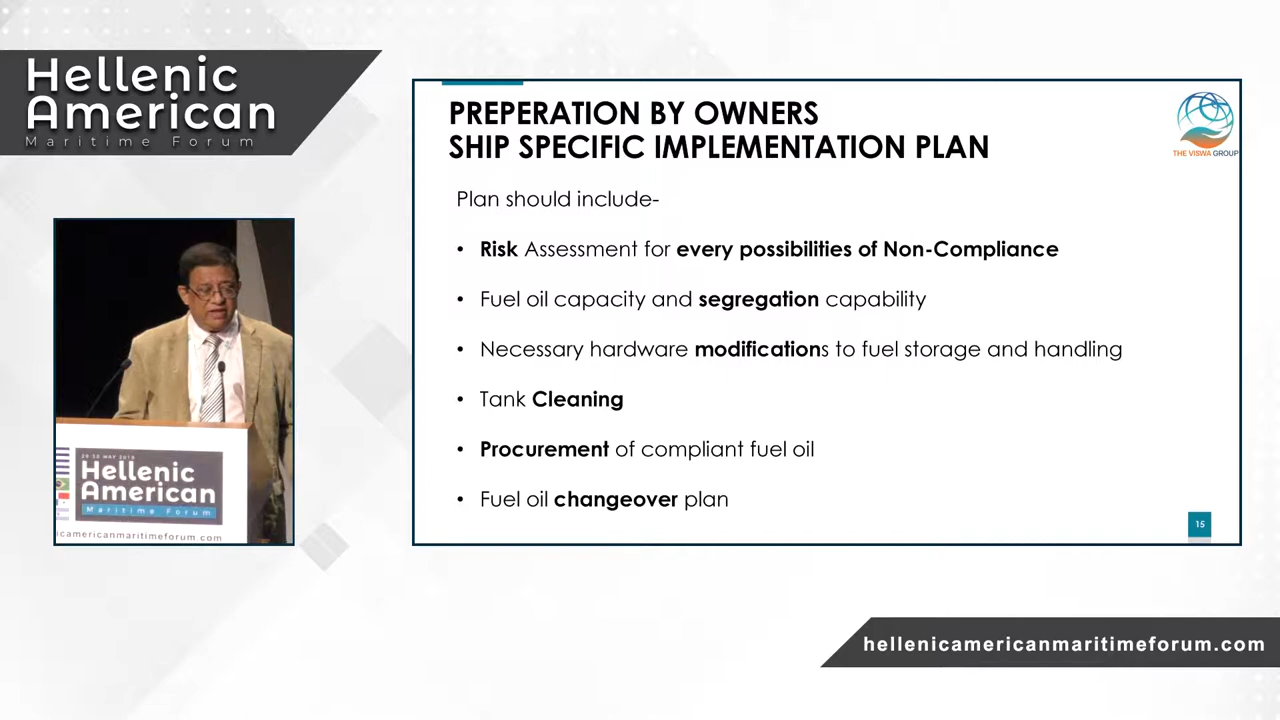 Hellenic
American
Maritime Forum
PREPERATION BY OWNERS
SHIP SPECIFIC IMPLEMENTATION PLAN
THE VISWA GROUP
Plan should include-
• Risk Assessment for every possibilities of Non-Compliance
• Fuel oil capacity and segregation capability
• Necessary hardware modifications to fuel storage and handling
• Tank Cleaning
• Procurement of compliant fuel oil
• Fuel oil changeover plan
15
MAY
Hellenic
American
Maritime Forum
icamericanmaritimeforum.com
hellenicamericanmaritimeforum.com